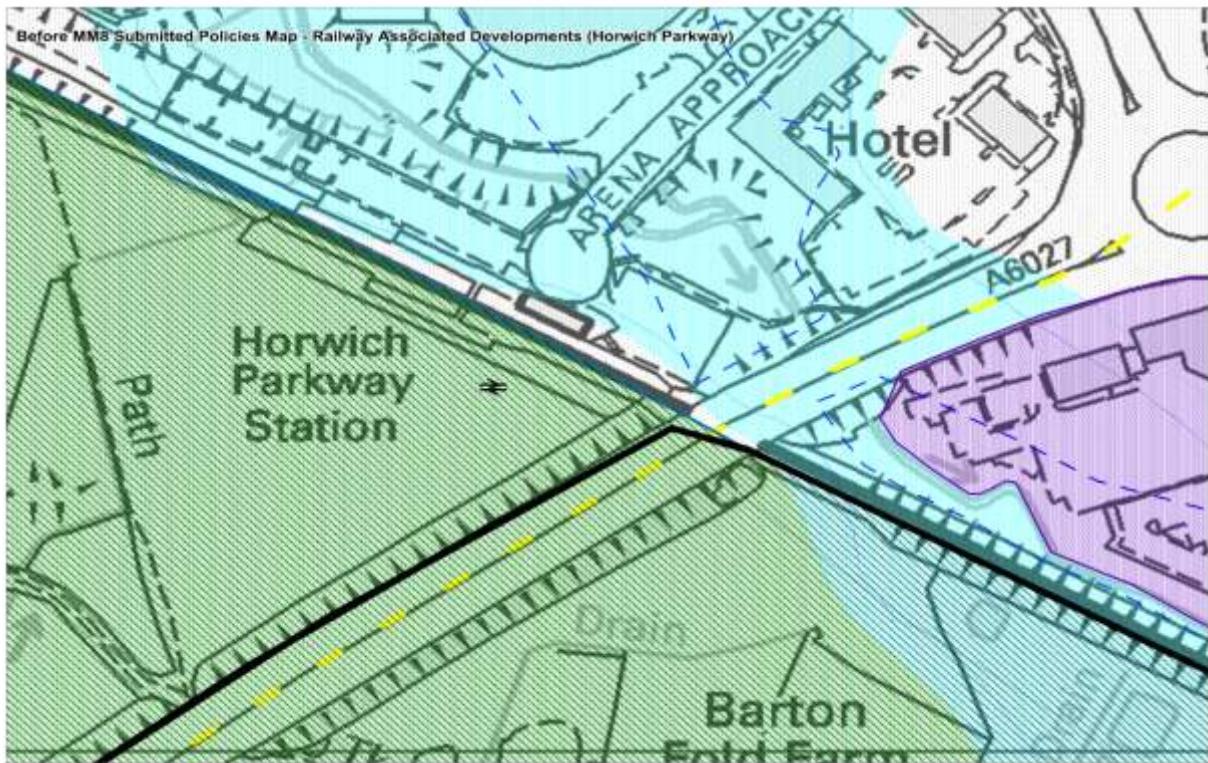 Before MM8 Submitted Policies Map - Railway Associated Developments (Horwich Parkway)
ARENA APPROACH
Hotel
A6027
Horwich
Parkway
Station
Path
Drain
Barton
Fold Farm